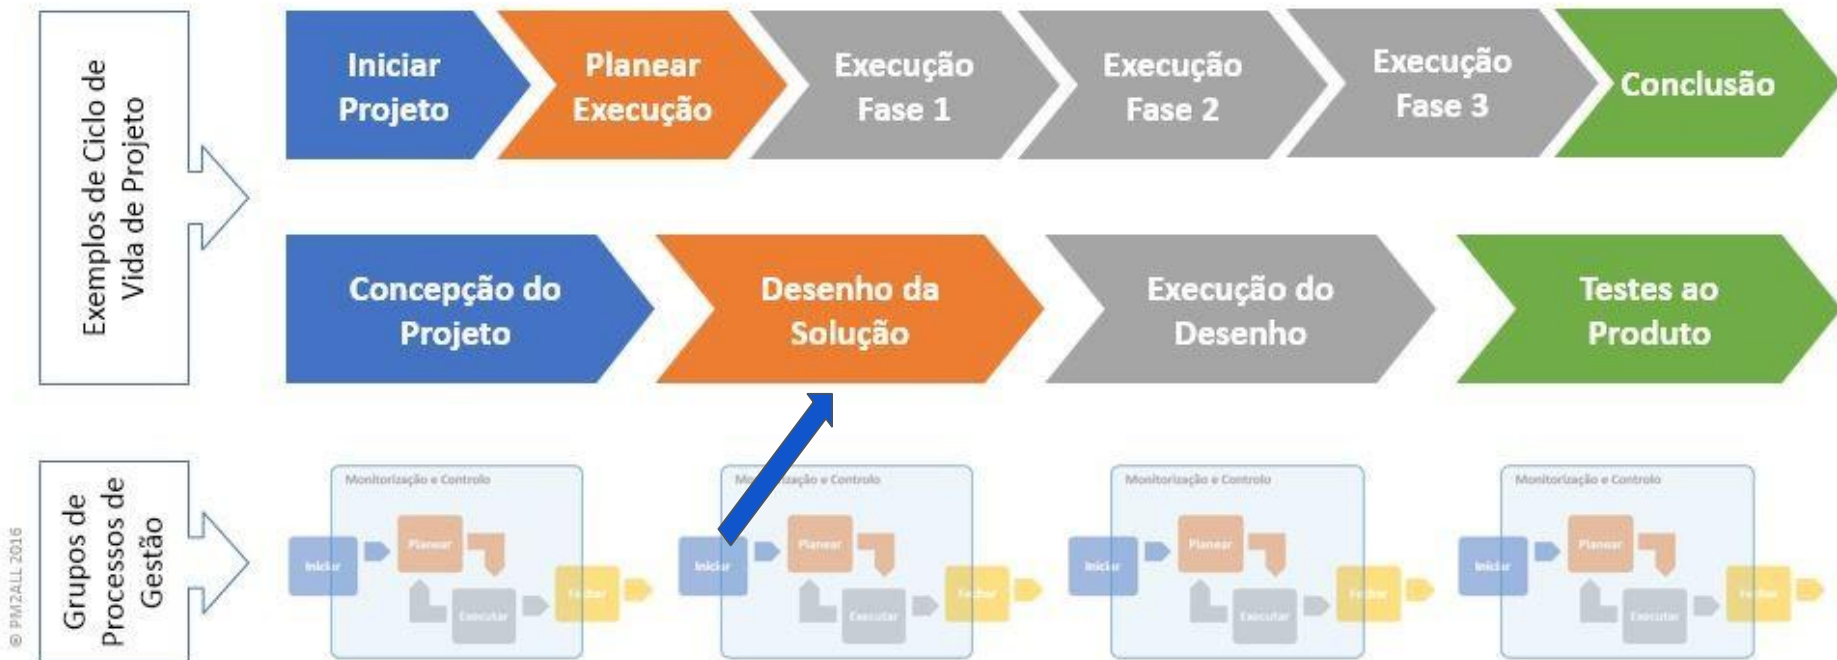 Exemplos de Ciclo de
Vida de Projeto
Iniciar
Projeto
Planear
Execução
Execução
Fase 1
Execução
Fase 2
Execução
Fase 3
Conclusão
Concepção do
Projeto
Desenho da
Solução
Execução do
Desenho
Testes ao
Produto
Grupos de
Processos de
Gestão
Monitorização e Controlo
Iniciar
Planear
Executar
Fechar
Monitorização e Controlo
Iniciar
Planear
Executar
Fechar
Monitorização e Controlo
Iniciar
Planear
Executar
Fechar
Monitorização e Controlo
Iniciar
Planear
Executar
Fechar
© PM2ALL 2016